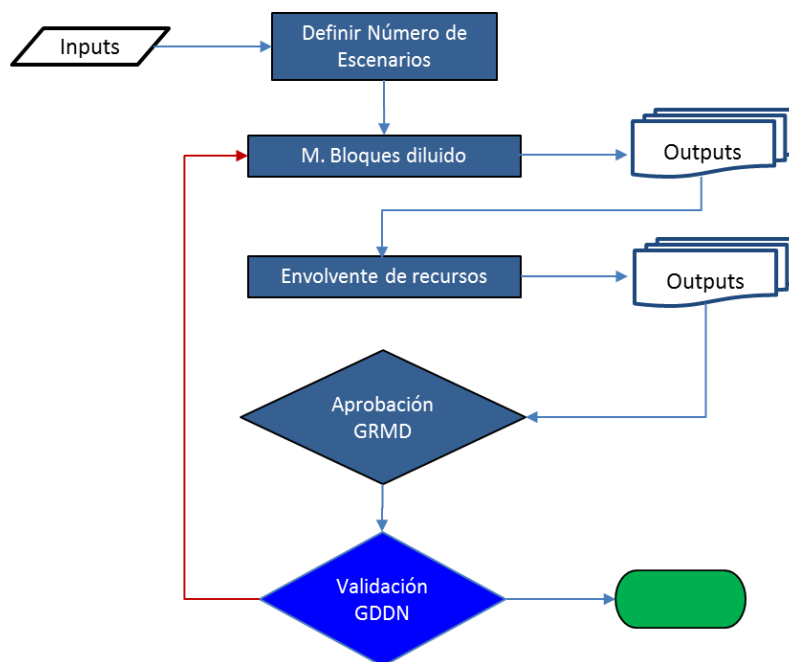 Inputs
Definir Número de
Escenarios
M. Bloques diluido
Outputs
Envolvente de recursos
Outputs
Aprobación
GRMD
Validación
GDDN